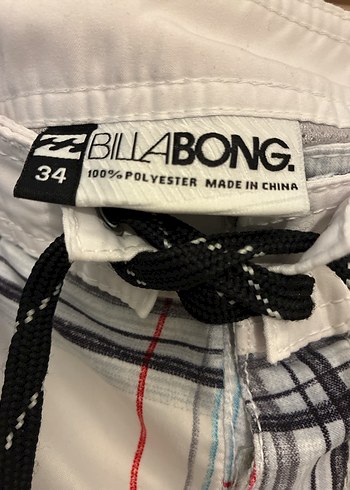 BILLABONG.
34
100% POLYESTER MADE IN CHINA